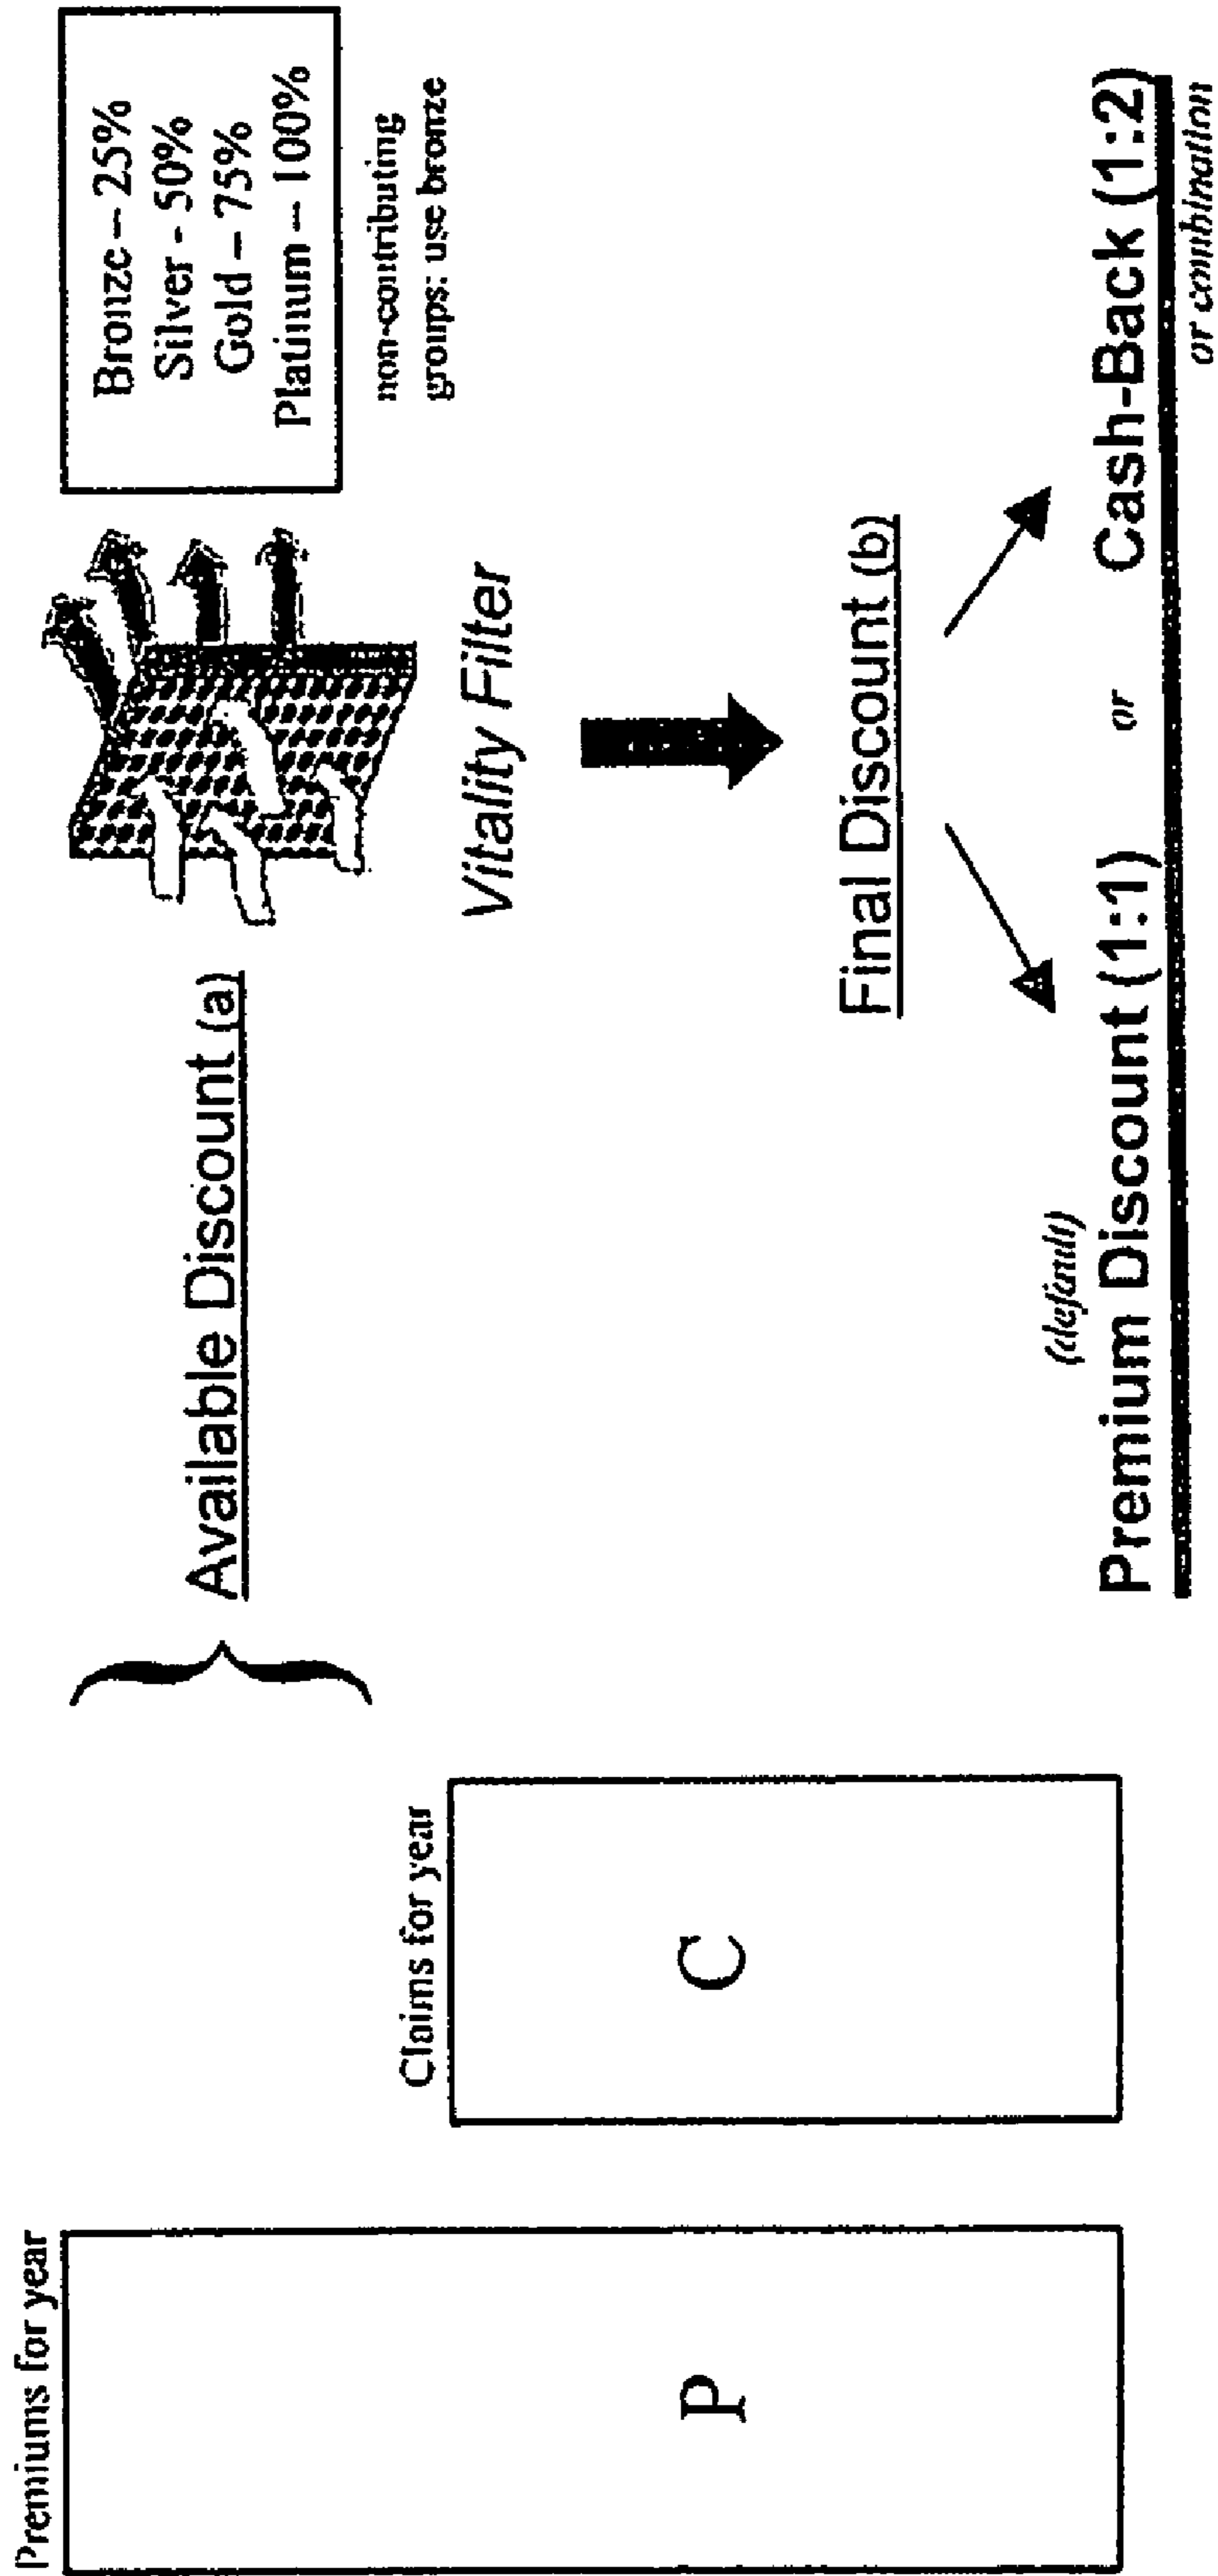 Premiums for year
P
Claims for year
C
Available Discount (a)
Vitality Filter
Bronze – 25%
Silver - 50%
Gold – 75%
Platinum – 100%
non-contributing
groups: use bronze
Final Discount (b)
(default)
Premium Discount (1:1) or Cash-Back (1:2)
or combination